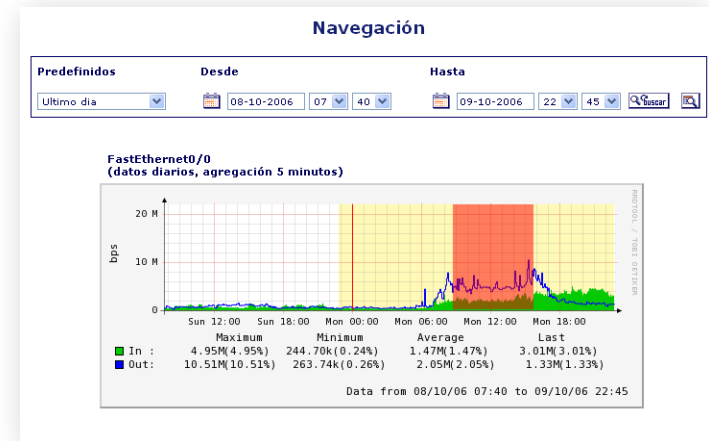 Navegación
Predefinidos Desde Hasta
Ultimo dia 08-10-2006 07 40 09-10-2006 22 45 Buscar
FastEthernet0/0
(datos diarios, agregación 5 minutos)
RRDTOOL / TOBI OETIKER
bps
20 M
10 M
0
Sun 12:00 Sun 18:00 Mon 00:00 Mon 06:00 Mon 12:00 Mon 18:00
Maximum Minimum Average Last
In : 4.95M(4.95%) 244.70k(0.24%) 1.47M(1.47%) 3.01M(3.01%)
Out: 10.51M(10.51%) 263.74k(0.26%) 2.05M(2.05%) 1.33M(1.33%)
Data from 08/10/06 07:40 to 09/10/06 22:45